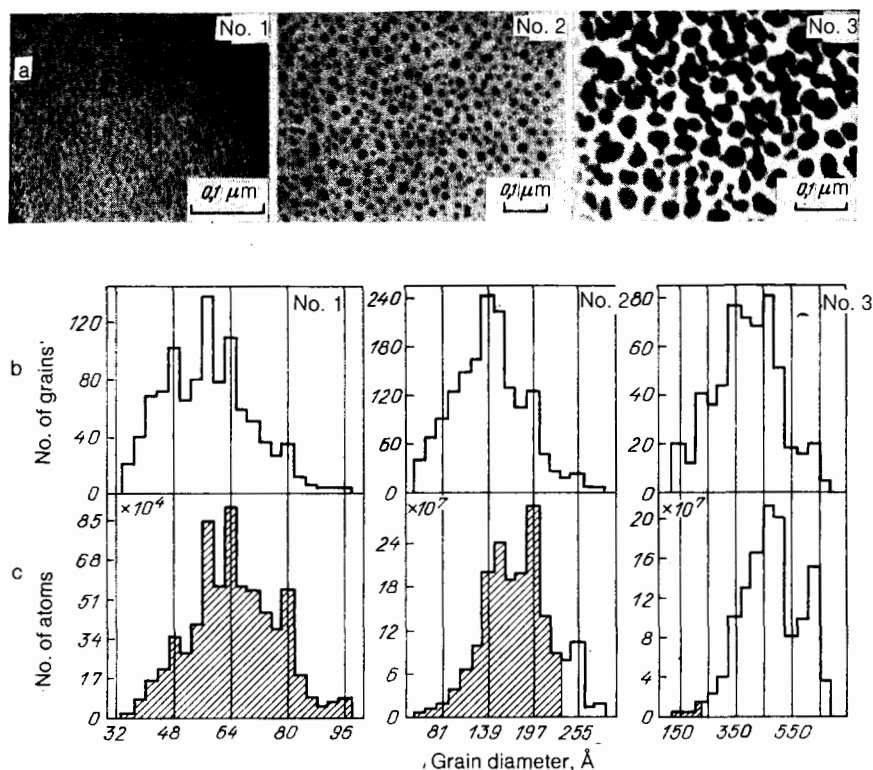 No. 1
No. 2
No. 3
a
0,1 μm
0,1 μm
0,1 μm
b
No. of grains
No. 1
120
80
40
0
No. 2
240
180
120
60
0
No. 3
80
60
40
20
0
c
No. of atoms
×10⁴
85
68
51
34
17
0
×10⁷
24
18
12
6
0
×10⁷
20
16
12
8
4
0
32 48 64 80 96
81 139 197 255
150 350 550
Grain diameter, Å